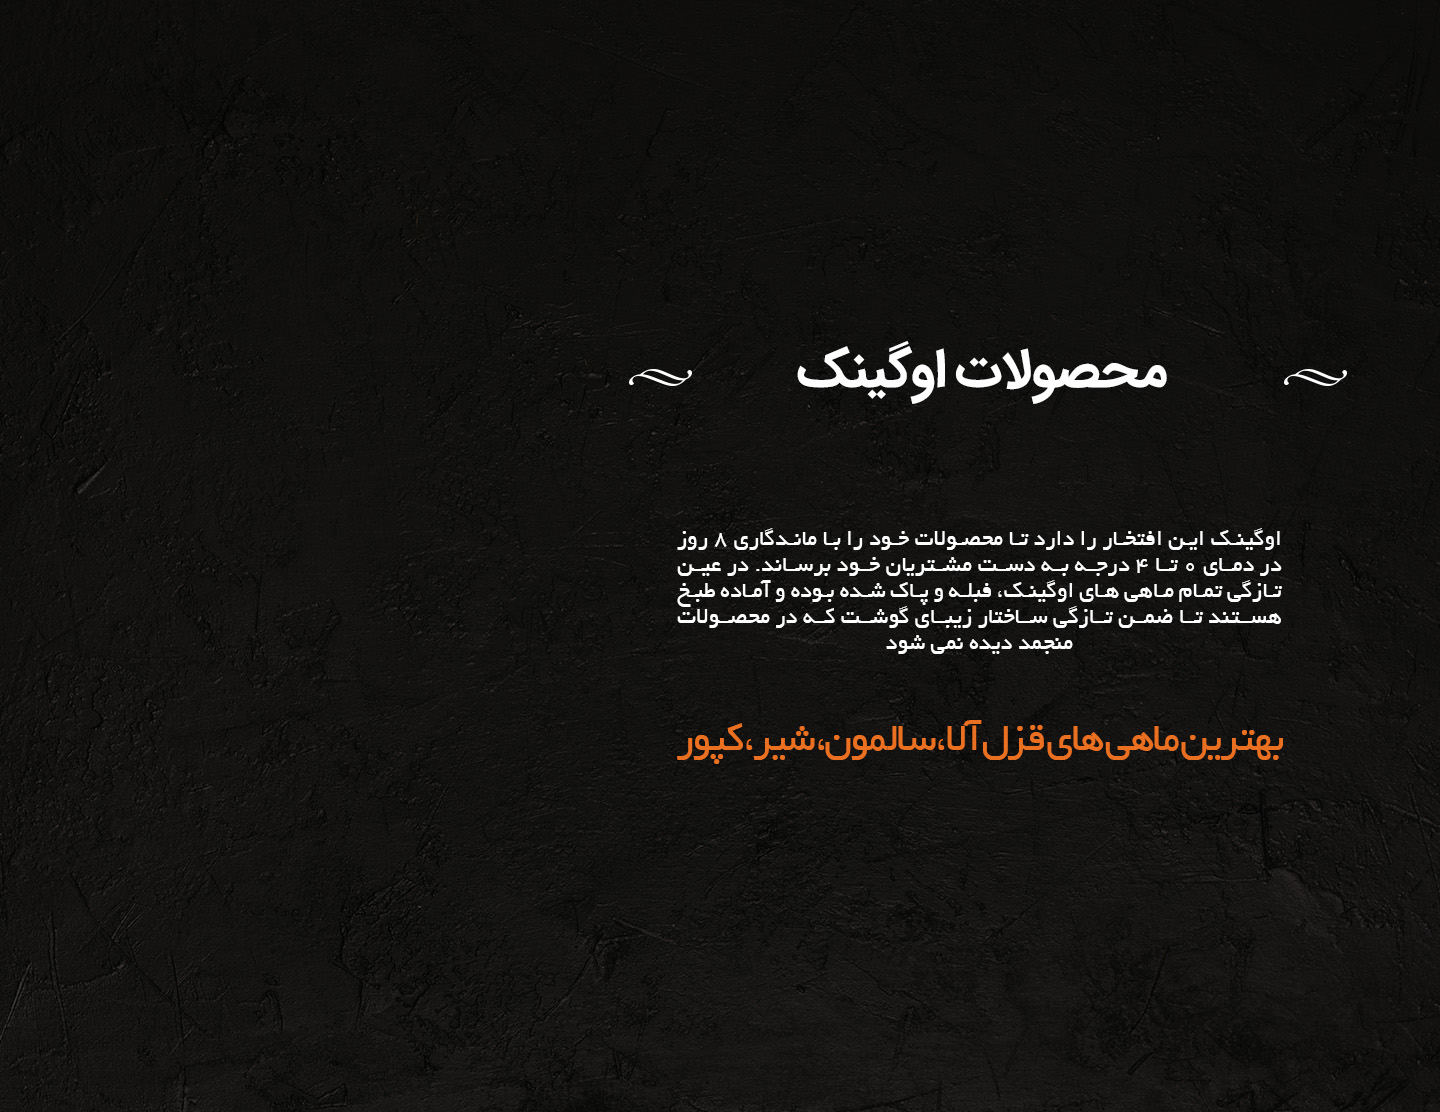 محصولات اوگینک
اوگینک این افتخار را دارد تا محصولات خود را با ماندگاری ۸ روز
در دمای ۰ تا ۴ درجه به دست مشتریان خود برساند. در عین
تازگی تمام ماهی های اوگینک، فبله و پاک شده بوده و آماده طبخ
هستند تا ضمن تازگی ساختار زیبای گوشت که در محصولات
منجمد دیده نمی شود
بهترین ماهی های قزل آلا، سالمون، شیر، کپور